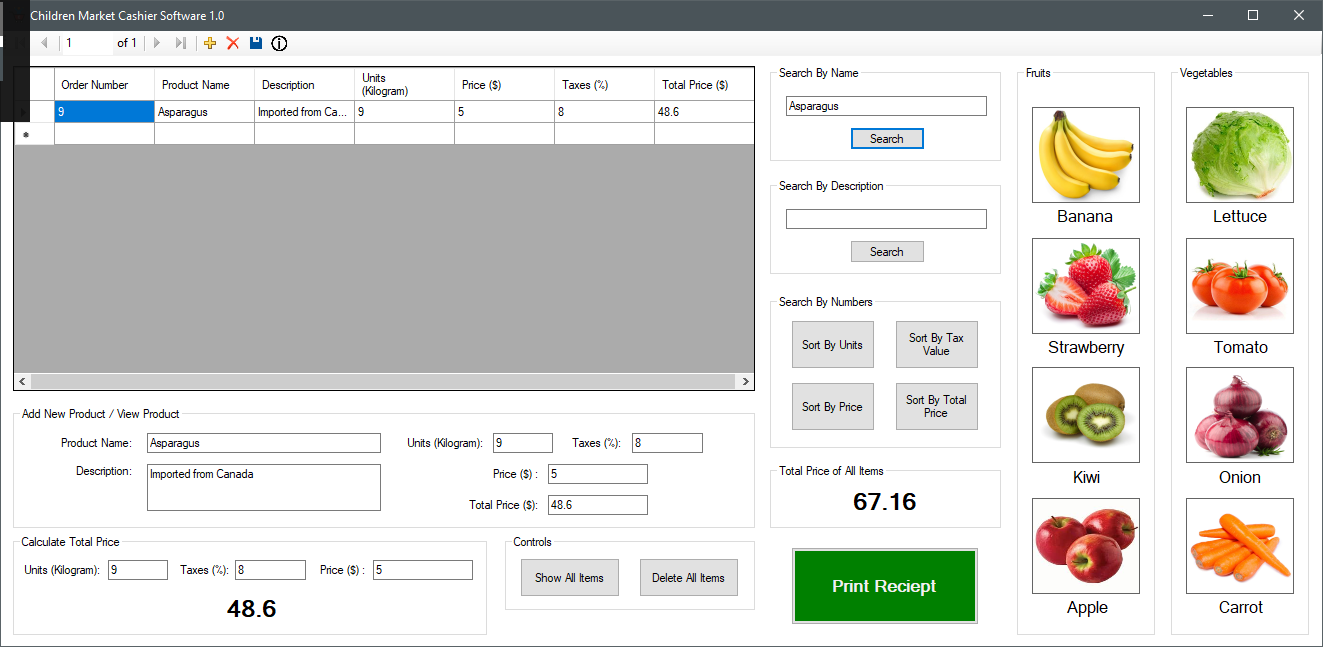 Children Market Cashier Software 1.0
1 of 1
Order Number Product Name Description Units (Kilogram) Price ($) Taxes (%) Total Price ($)
9 Asparagus Imported from Ca... 9 5 8 48.6
Add New Product / View Product
Product Name: Asparagus Units (Kilogram): 9 Taxes (%): 8
Description: Imported from Canada Price ($) : 5
Total Price ($): 48.6
Calculate Total Price
Units (Kilogram): 9 Taxes (%): 8 Price ($) : 5
48.6
Controls
Show All Items Delete All Items
Search By Name
Asparagus
Search
Search By Description
Search
Search By Numbers
Sort By Units Sort By Tax Value
Sort By Price Sort By Total Price
Total Price of All Items
67.16
Print Reciept
Fruits
Banana
Strawberry
Kiwi
Apple
Vegetables
Lettuce
Tomato
Onion
Carrot